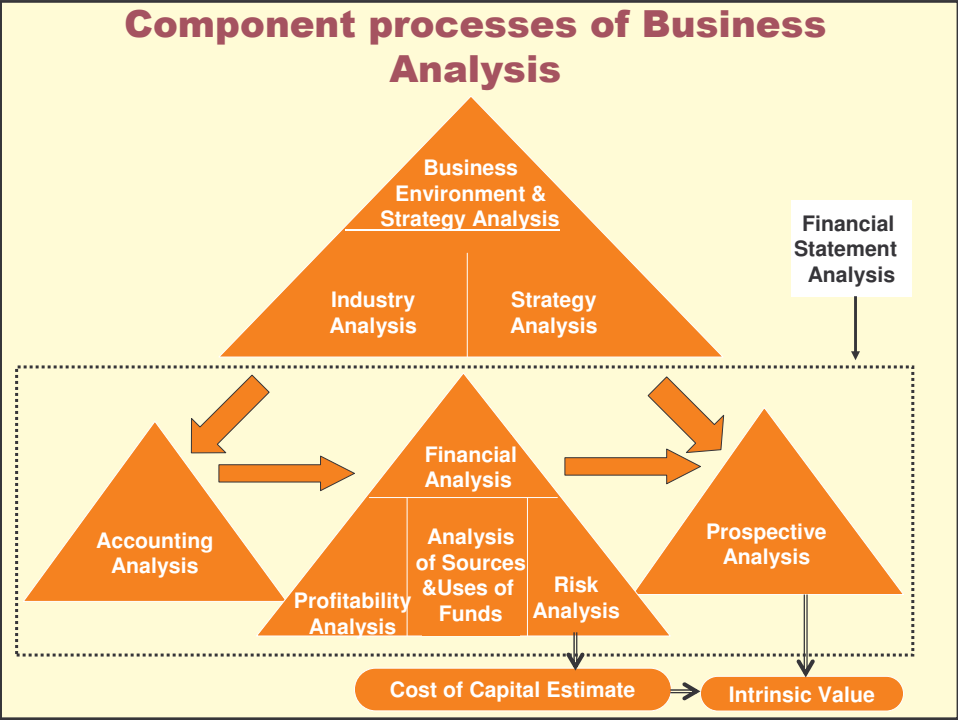 Component processes of Business
Analysis
Business
Environment &
Strategy Analysis
Financial
Statement
Analysis
Industry
Analysis
Strategy
Analysis
Accounting
Analysis
Financial
Analysis
Profitability
Analysis
Analysis
of Sources
&Uses of
Funds
Risk
Analysis
Prospective
Analysis
Cost of Capital Estimate
Intrinsic Value